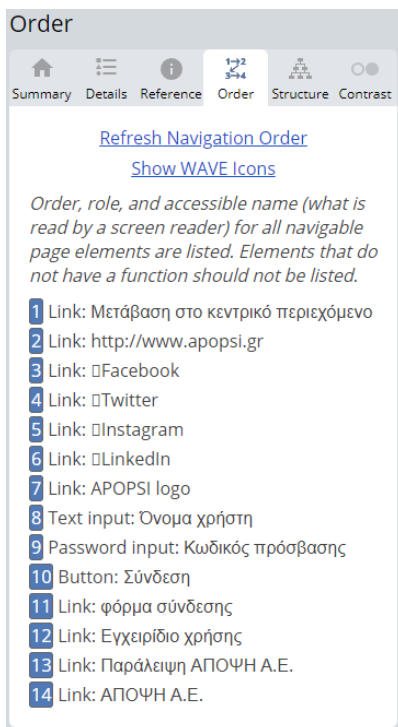 Order
Summary Details Reference Order Structure Contrast
Refresh Navigation Order
Show WAVE Icons
Order, role, and accessible name (what is
read by a screen reader) for all navigable
page elements are listed. Elements that do
not have a function should not be listed.
1 Link: Μετάβαση στο κεντρικό περιεχόμενο
2 Link: http://www.apopsi.gr
3 Link: Facebook
4 Link: Twitter
5 Link: Instagram
6 Link: LinkedIn
7 Link: APOPSI logo
8 Text input: Όνομα χρήστη
9 Password input: Κωδικός πρόσβασης
10 Button: Σύνδεση
11 Link: φόρμα σύνδεσης
12 Link: Εγχειρίδιο χρήσης
13 Link: Παράλειψη ΑΠΟΨΗ Α.Ε.
14 Link: ΑΠΟΨΗ Α.Ε.